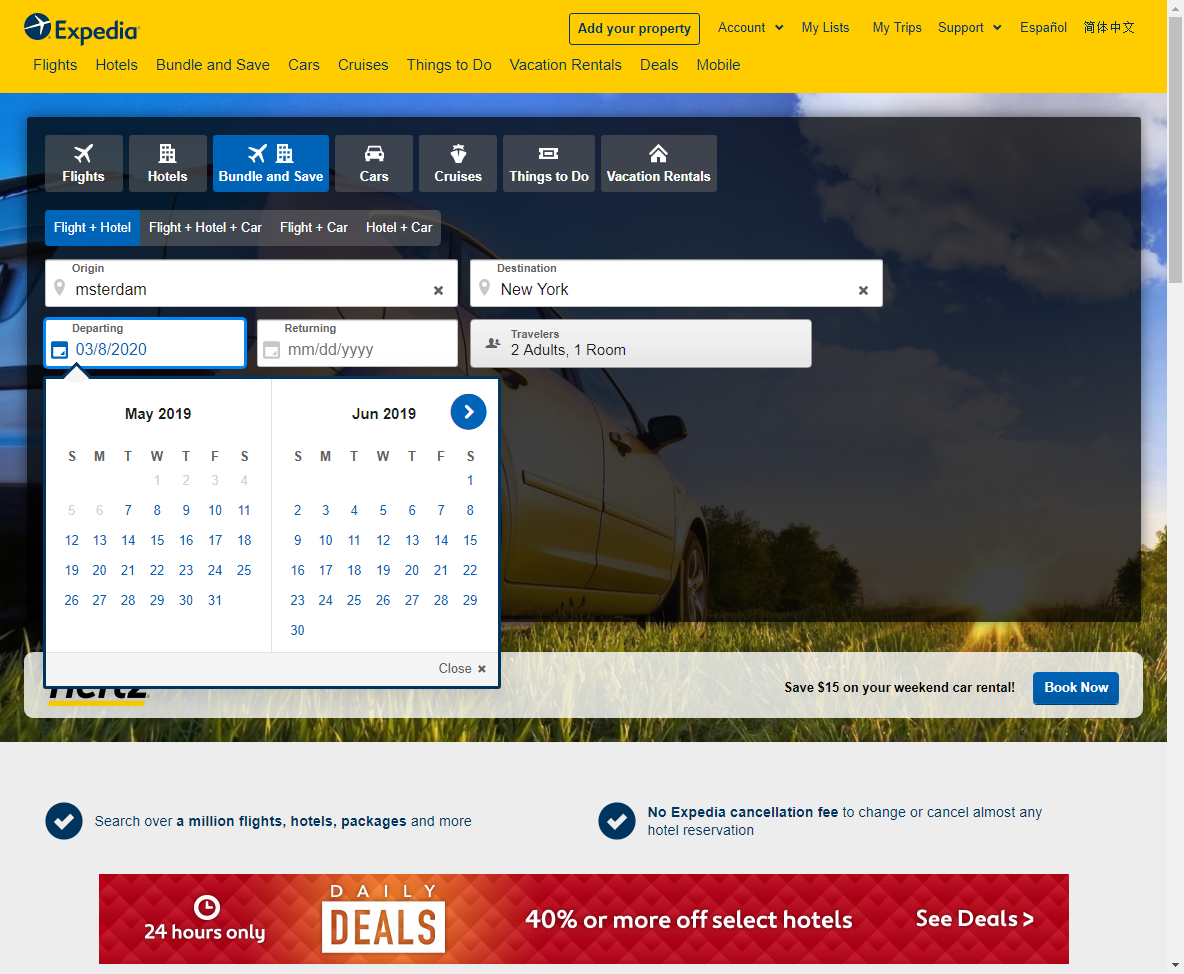 Expedia
Add your property
Account
My Lists
My Trips
Support
Español
简体中文
Flights
Hotels
Bundle and Save
Cars
Cruises
Things to Do
Vacation Rentals
Deals
Mobile
Flights
Hotels
Bundle and Save
Cars
Cruises
Things to Do
Vacation Rentals
Flight + Hotel
Flight + Hotel + Car
Flight + Car
Hotel + Car
Origin
msterdam
Destination
New York
Departing
03/8/2020
Returning
mm/dd/yyyy
Travelers
2 Adults, 1 Room
May 2019
S M T W T F S
1 2 3 4
5 6 7 8 9 10 11
12 13 14 15 16 17 18
19 20 21 22 23 24 25
26 27 28 29 30 31
Jun 2019
S M T W T F S
1
2 3 4 5 6 7 8
9 10 11 12 13 14 15
16 17 18 19 20 21 22
23 24 25 26 27 28 29
30
Close
Hertz
Save $15 on your weekend car rental!
Book Now
Search over a million flights, hotels, packages and more
No Expedia cancellation fee to change or cancel almost any
hotel reservation
24 hours only
DAILY
DEALS
40% or more off select hotels
See Deals >